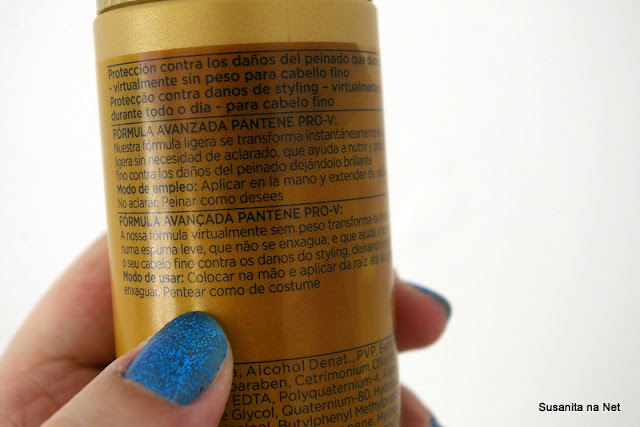 Protección contra los daños del peinado que
- virtualmente sin peso para cabello fino
Protecção contra danos de styling – virtualmente
durante todo o dia - para cabelo fino
FÓRMULA AVANZADA PANTENE PRO-V:
Nuestra fórmula ligera se transforma instantáneamente
ligera sin necesidad de aclarado, que ayuda a nutrir y
fino contra los daños del peinado dejándolo brillante
Modo de empleo: Aplicar en la mano y extender de
No aclarar. Peinar como desees
FÓRMULA AVANÇADA PANTENE PRO-V:
A nossa fórmula virtualmente sem peso transforma-se
numa espuma leve, que não se enxagua, e que ajuda a
o seu cabelo fino contra os danos do styling,
Modo de usar: Colocar na mão e aplicar da raiz até
enxaguar. Pentear como de costume
Alcohol Denat., PVP,
Cetrimonium
EDTA, Polyquaternium-4,
Glycol, Quaternium-80,
Butylphenyl
Susanita na Net